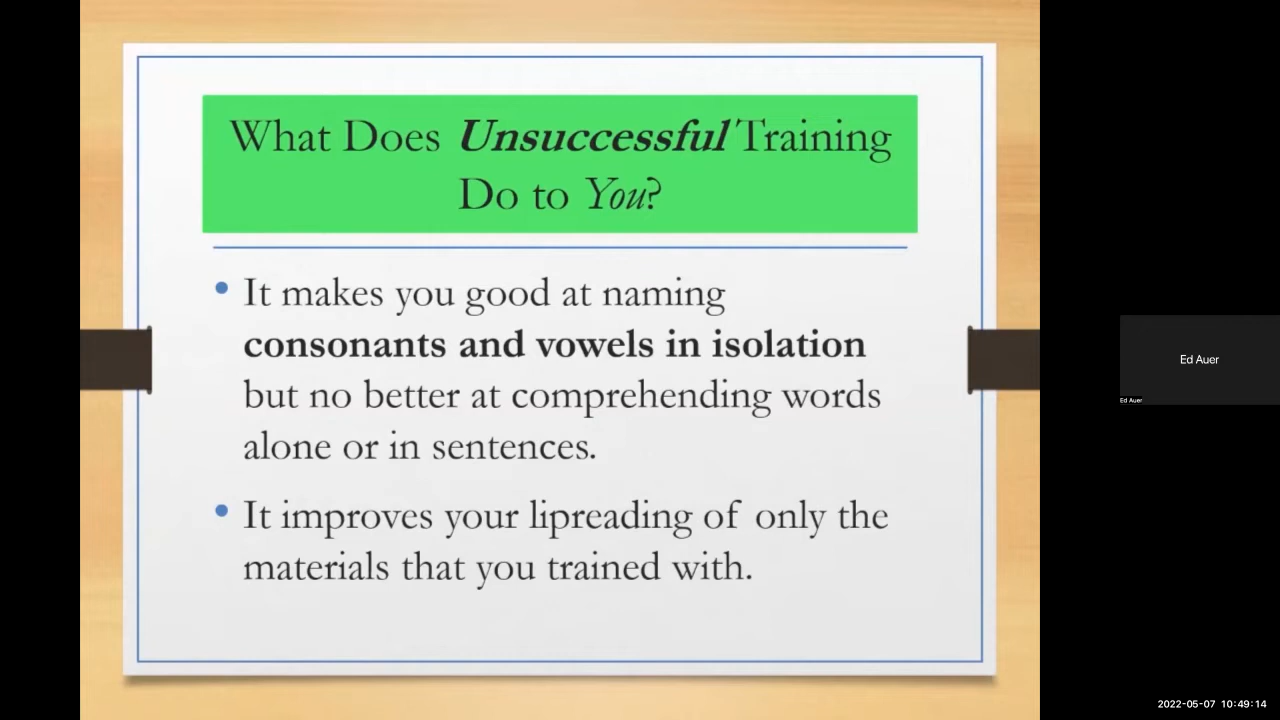 What Does Unsuccessful Training
Do to You?
• It makes you good at naming
consonants and vowels in isolation
but no better at comprehending words
alone or in sentences.
• It improves your lipreading of only the
materials that you trained with.
Ed Auer
Ed Auer
2022-05-07 10:49:14